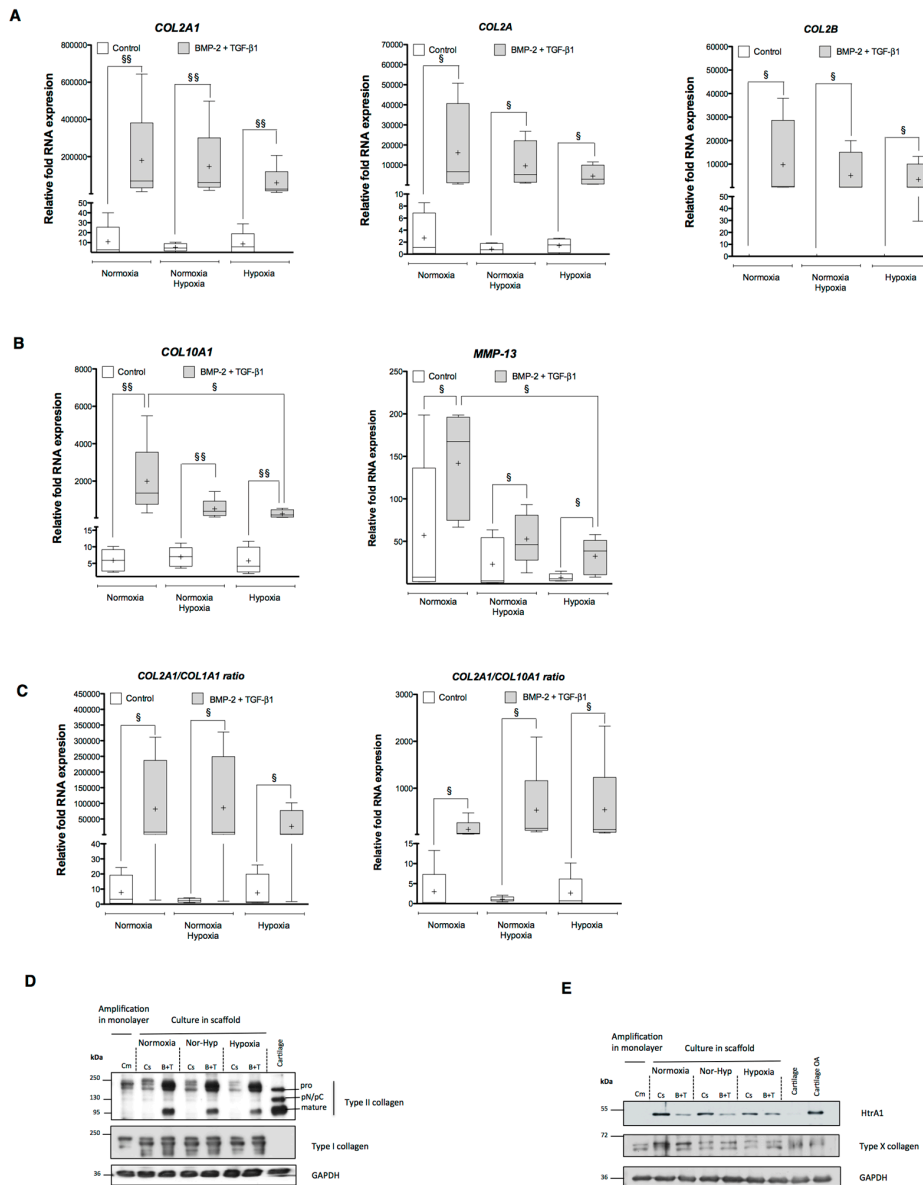 A
COL2A1
Control
BMP-2 + TGF-β1
Relative fold RNA expression
800000
600000
400000
200000
50
40
30
20
10
0
§§
§§
§§
Normoxia
Normoxia
Hypoxia
Hypoxia
COL2A
Control
BMP-2 + TGF-β1
Relative fold RNA expression
70000
60000
50000
40000
30000
20000
10000
10
8
6
4
2
0
§
§
§
Normoxia
Normoxia
Hypoxia
Hypoxia
COL2B
Control
BMP-2 + TGF-β1
Relative fold RNA expression
60000
50000
40000
30000
20000
10000
50
40
30
20
10
0
§
§
§
Normoxia
Normoxia
Hypoxia
Hypoxia
B
COL10A1
Control
BMP-2 + TGF-β1
Relative fold RNA expresion
8000
6000
4000
2000
15
10
5
§§
§
§§
§§
Normoxia
Normoxia
Hypoxia
Hypoxia
MMP-13
Control
BMP-2 + TGF-β1
Relative fold RNA expresion
250
200
150
100
50
§
§
§
§
Normoxia
Normoxia
Hypoxia
Hypoxia
C
COL2A1/COL1A1 ratio
Control
BMP-2 + TGF-β1
Relative fold RNA expresion
450000
400000
350000
300000
250000
200000
150000
100000
50000
40
30
20
10
0
§
§
§
Normoxia
Normoxia
Hypoxia
Hypoxia
COL2A1/COL10A1 ratio
Control
BMP-2 + TGF-β1
Relative fold RNA expresion
3000
2000
1000
15
10
5
0
§
§
§
Normoxia
Normoxia
Hypoxia
Hypoxia
D
Amplification
in monolayer
Culture in scaffold
Normoxia
Nor-Hyp
Hypoxia
Cartilage
kDa
Cm
Cs
B+T
Cs
B+T
Cs
B+T
250
130
95
pro
pN/pC
mature
Type II collagen
250
Type I collagen
36
GAPDH
E
Amplification
in monolayer
Culture in scaffold
Normoxia
Nor-Hyp
Hypoxia
Cartilage
Cartilage OA
kDa
Cm
Cs
B+T
Cs
B+T
Cs
B+T
55
HtrA1
72
Type X collagen
36
GAPDH